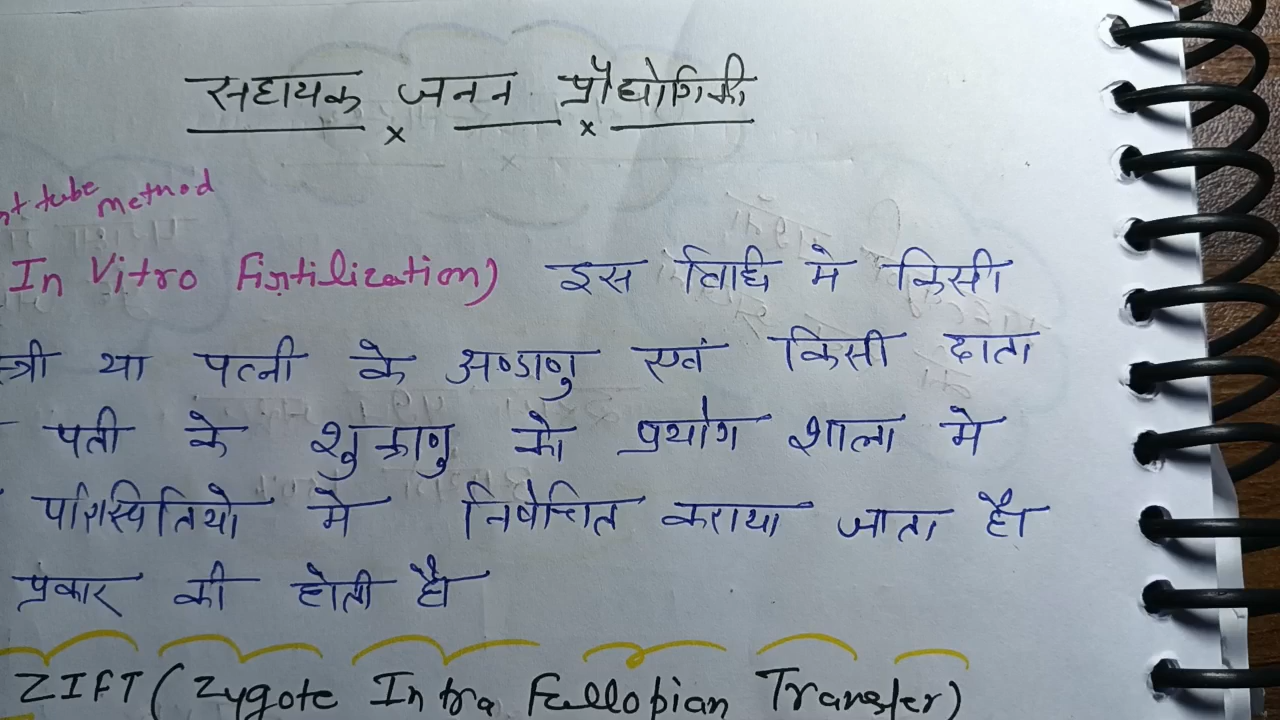 सहायक जनन प्रौद्योगिकी
tube method
In Vitro Firtilization) इस विधि मे किसी
स्त्री या पत्नी के अण्डाणु एवं किसी दाता
पती के शुक्राणु को प्रयोग शाला मे
परिस्थितियो मे निषेचित कराया जाता है।
प्रकार की होती है।
ZIFT (Zygote Intra Fallopian Transfer)